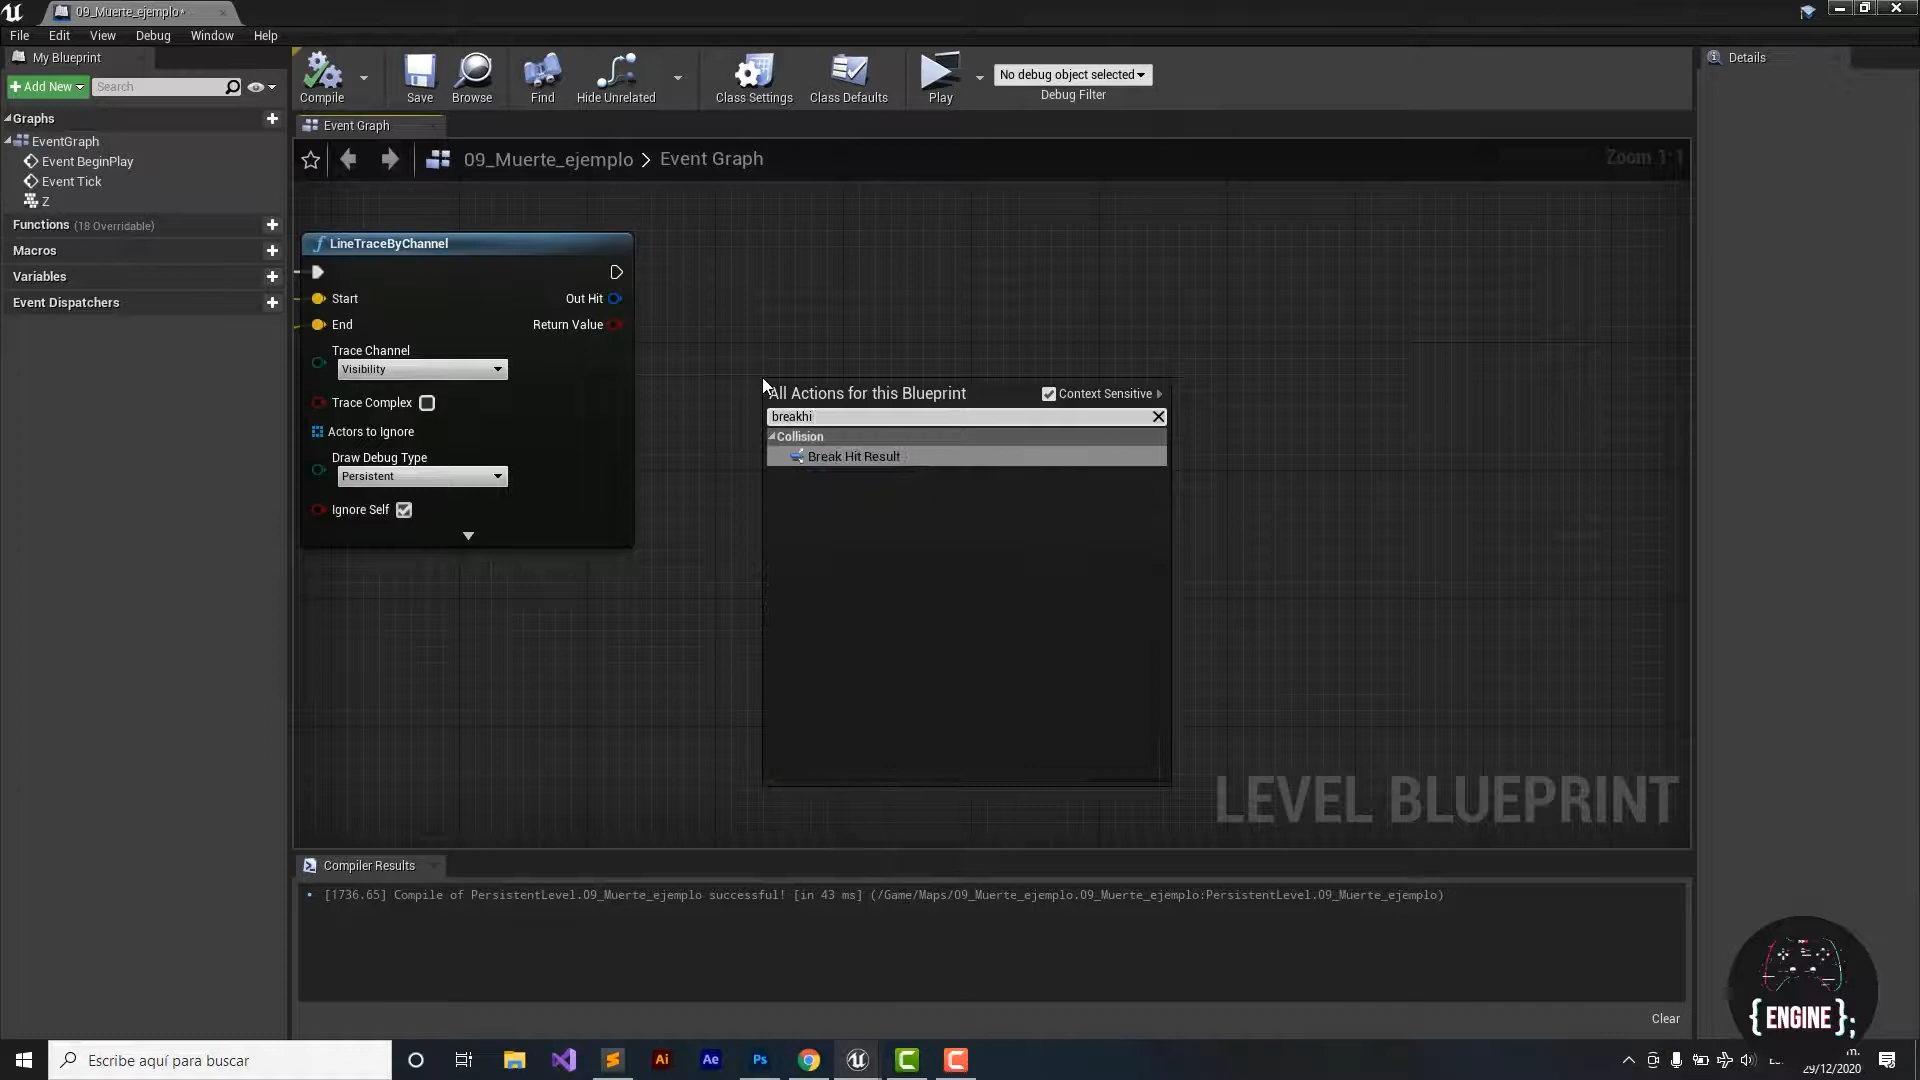 09_Muerte_ejemplo*
File Edit View Debug Window Help
My Blueprint
Add New
Search
Graphs
EventGraph
Event BeginPlay
Event Tick
Z
Functions (18 Overridable)
Macros
Variables
Event Dispatchers
Compile
Save
Browse
Find
Hide Unrelated
Class Settings
Class Defaults
Play
No debug object selected
Debug Filter
Event Graph
09_Muerte_ejemplo > Event Graph
Zoom 1:1
LineTraceByChannel
Start
Out Hit
End
Return Value
Trace Channel
Visibility
Trace Complex
Actors to Ignore
Draw Debug Type
Persistent
Ignore Self
All Actions for this Blueprint
Context Sensitive
breakhi
Collision
Break Hit Result
LEVEL BLUEPRINT
Details
Compiler Results
[1736.65] Compile of PersistentLevel.09_Muerte_ejemplo successful! [in 43 ms] (/Game/Maps/09_Muerte_ejemplo.09_Muerte_ejemplo:PersistentLevel.09_Muerte_ejemplo)
Clear
{ENGINE};
Escribe aquí para buscar
Ai
Ae
Ps
29/12/2020